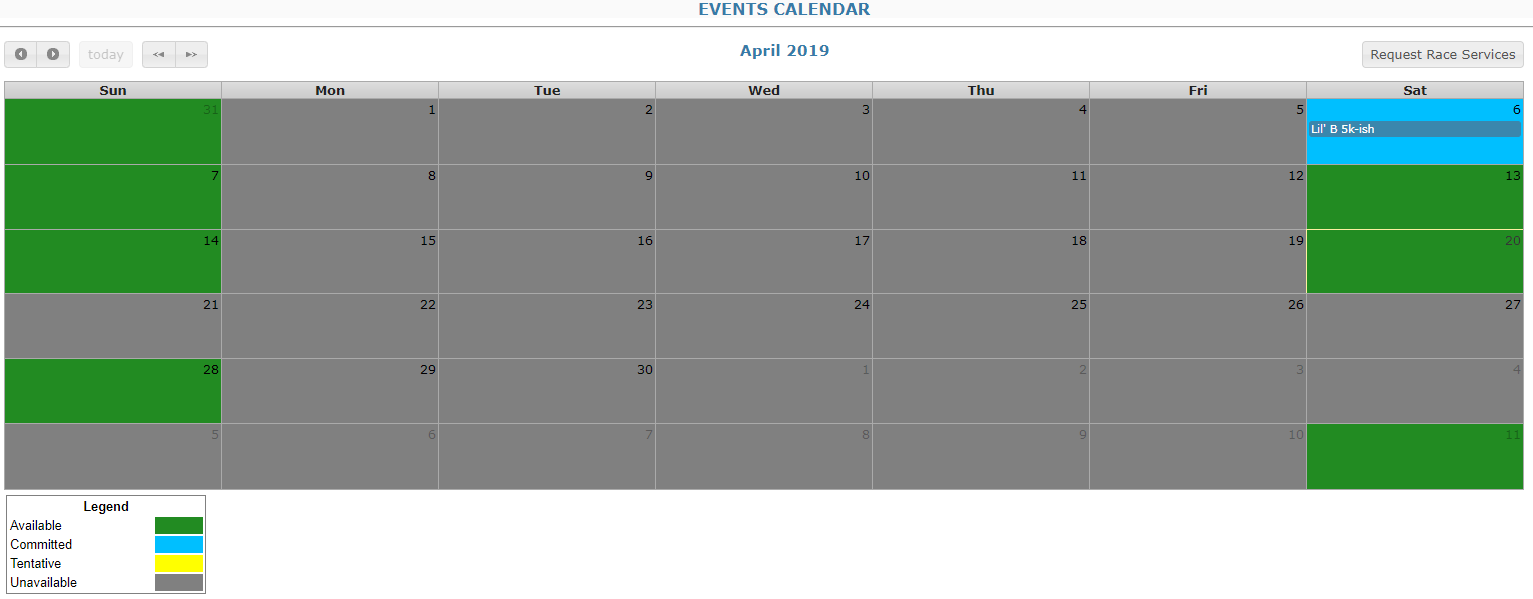 EVENTS CALENDAR
today
April 2019
Request Race Services
Sun Mon Tue Wed Thu Fri Sat
31 1 2 3 4 5 6
Lil' B 5k-ish
7 8 9 10 11 12 13
14 15 16 17 18 19 20
21 22 23 24 25 26 27
28 29 30 1 2 3 4
5 6 7 8 9 10 11
Legend
Available
Committed
Tentative
Unavailable